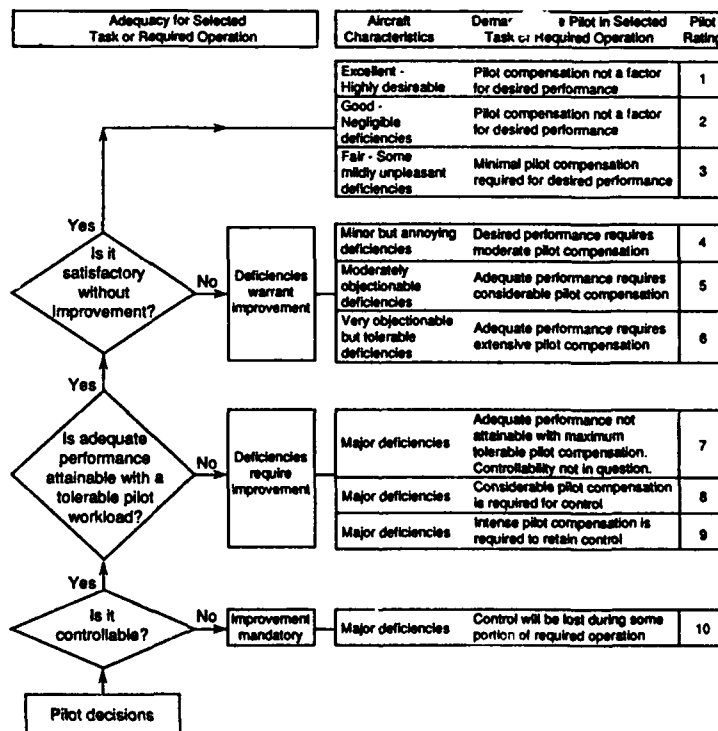 Adequacy for Selected
Task or Required Operation
Aircraft
Characteristics
Pilot in Selected
Task or Required Operation
Pilot
Rating
Excellent -
Highly desireable
Pilot compensation not a factor
for desired performance
1
Good -
Negligible
deficiencies
Pilot compensation not a factor
for desired performance
2
Fair - Some
mildly unpleasant
deficiencies
Minimal pilot compensation
required for desired performance
3
Yes
Is it
satisfactory
without
improvement?
No
Deficiencies
warrant
improvement
Minor but annoying
deficiencies
Desired performance requires
moderate pilot compensation
4
Moderately
objectionable
deficiencies
Adequate performance requires
considerable pilot compensation
5
Very objectionable
but tolerable
deficiencies
Adequate performance requires
extensive pilot compensation
6
Yes
Is adequate
performance
attainable with a
tolerable pilot
workload?
No
Deficiencies
require
improvement
Major deficiencies
Adequate performance not
attainable with maximum
tolerable pilot compensation.
Controllability not in question.
7
Major deficiencies
Considerable pilot compensation
is required for control
8
Major deficiencies
Intense pilot compensation is
required to retain control
9
Yes
Is it
controllable?
No
Improvement
mandatory
Major deficiencies
Control will be lost during some
portion of required operation
10
Pilot decisions